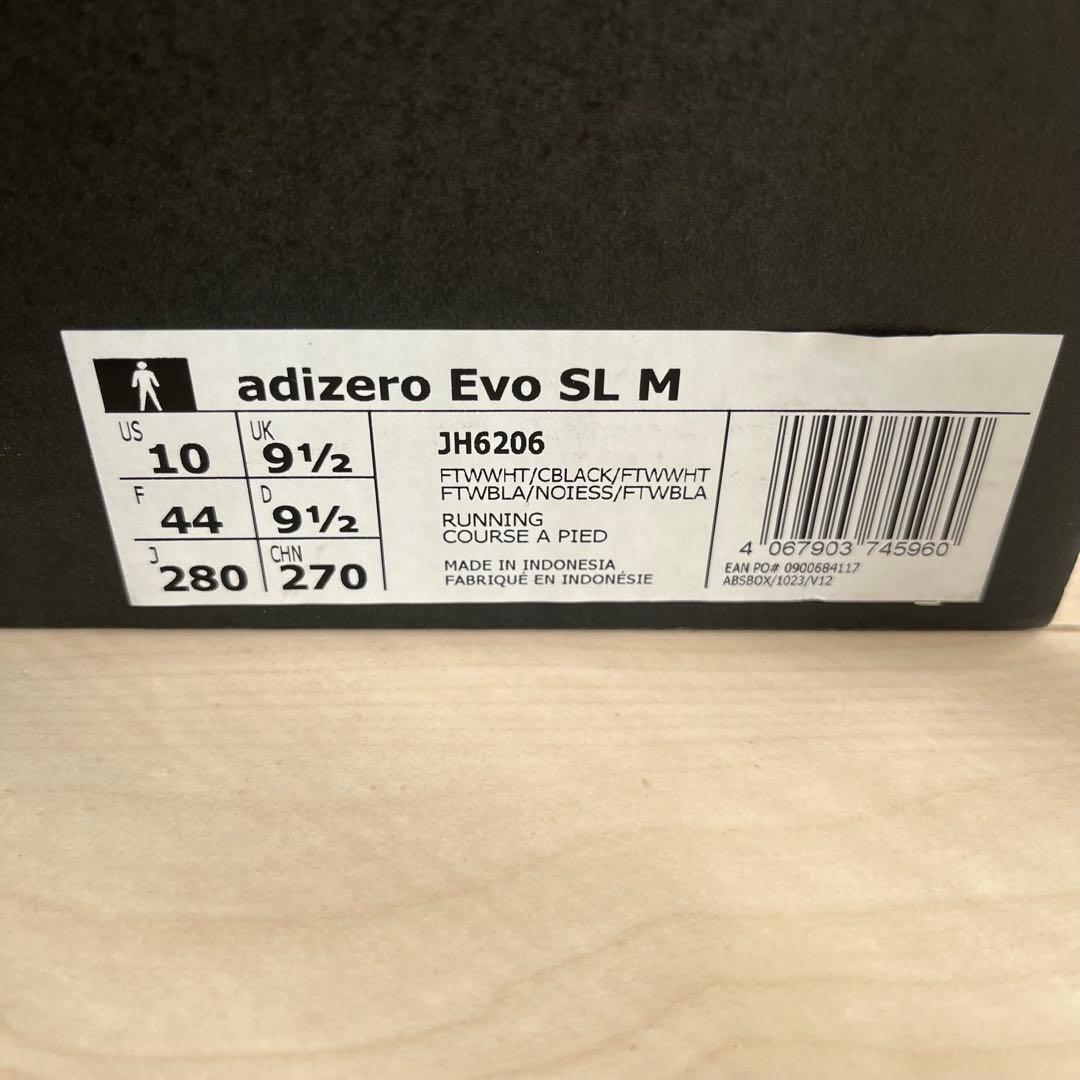 adizero Evo SL M
US 10 UK 9½
F 44 D 9½
J 280 CHN 270
JH6206
FTWWHT/CBLACK/FTWWHT
FTWBLA/NOIESS/FTWBLA
RUNNING
COURSE A PIED
MADE IN INDONESIA
FABRIQUÉ EN INDONÉSIE
4 067903 745960
EAN PO# 0900684117
ABSBOX/1023/V12